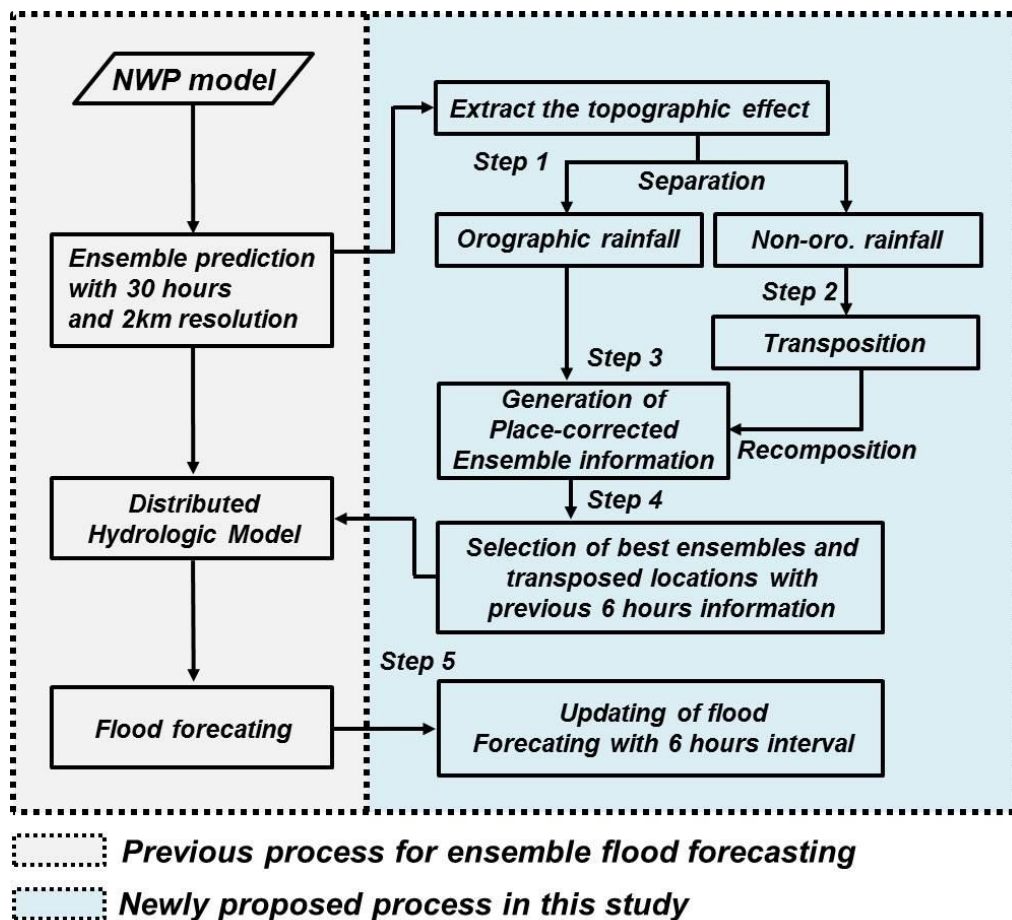 NWP model
Ensemble prediction
with 30 hours
and 2km resolution
Distributed
Hydrologic Model
Flood forecating
Extract the topographic effect
Step 1
Separation
Orographic rainfall
Non-oro. rainfall
Step 2
Transposition
Step 3
Generation of
Place-corrected
Ensemble information
Recomposition
Step 4
Selection of best ensembles and
transposed locations with
previous 6 hours information
Step 5
Updating of flood
Forecating with 6 hours interval
Previous process for ensemble flood forecasting
Newly proposed process in this study